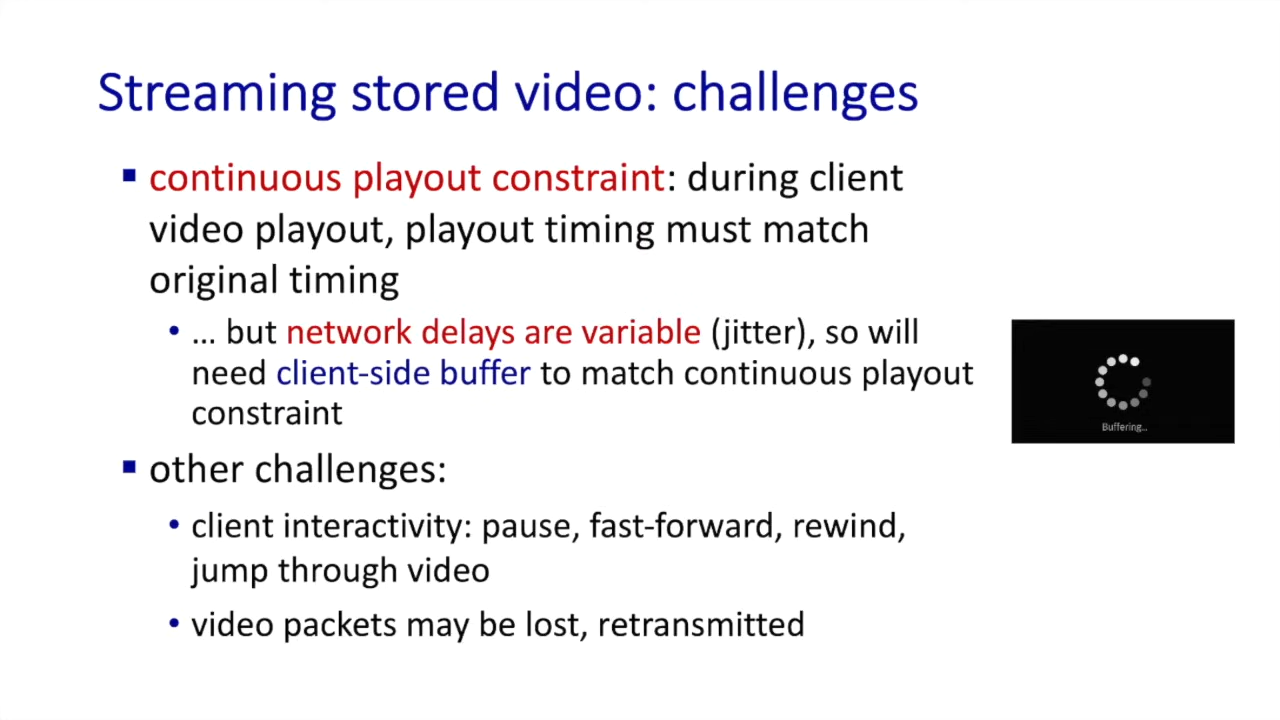 Streaming stored video: challenges
▪ continuous playout constraint: during client
video playout, playout timing must match
original timing
• … but network delays are variable (jitter), so will
need client-side buffer to match continuous playout
constraint
Buffering...
▪ other challenges:
• client interactivity: pause, fast-forward, rewind,
jump through video
• video packets may be lost, retransmitted